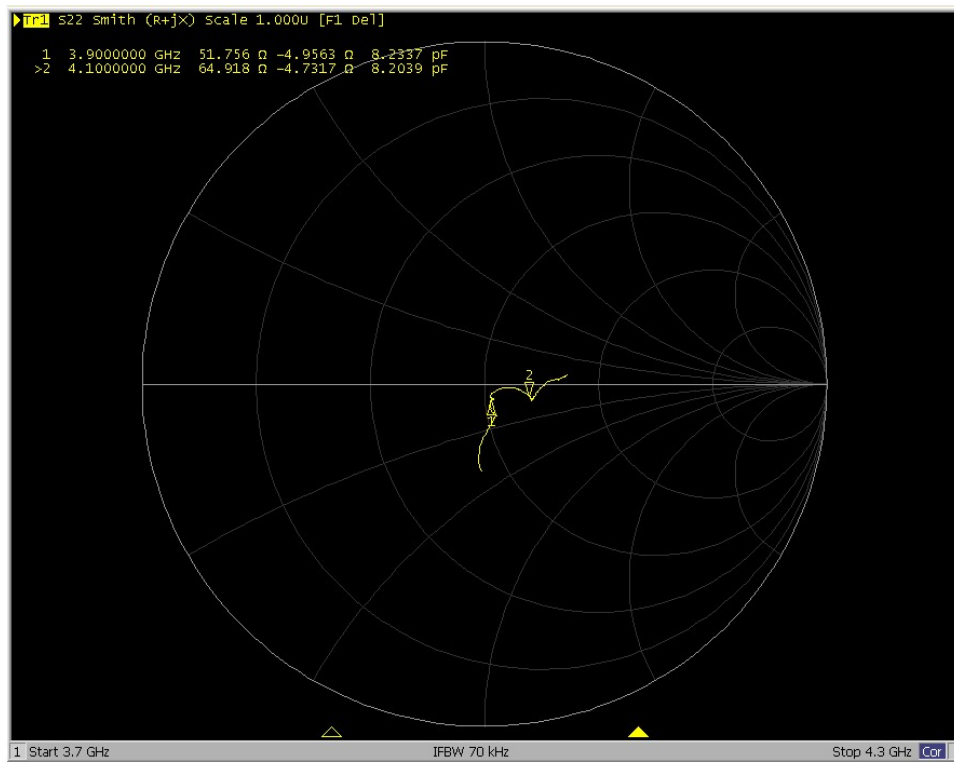 Tr1 S22 Smith (R+jX) Scale 1.000U [F1 Del]
1 3.9000000 GHz 51.756 Ω -4.9563 Ω 8.2337 pF
>2 4.1000000 GHz 64.918 Ω -4.7317 Ω 8.2039 pF
2
1
1 Start 3.7 GHz IFBW 70 kHz Stop 4.3 GHz Cor